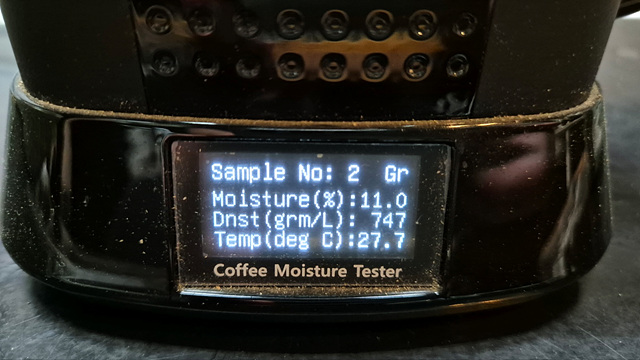 Sample No: 2 Gr
Moisture(%):11.0
Dnst(grm/L): 747
Temp(deg C):27.7
Coffee Moisture Tester